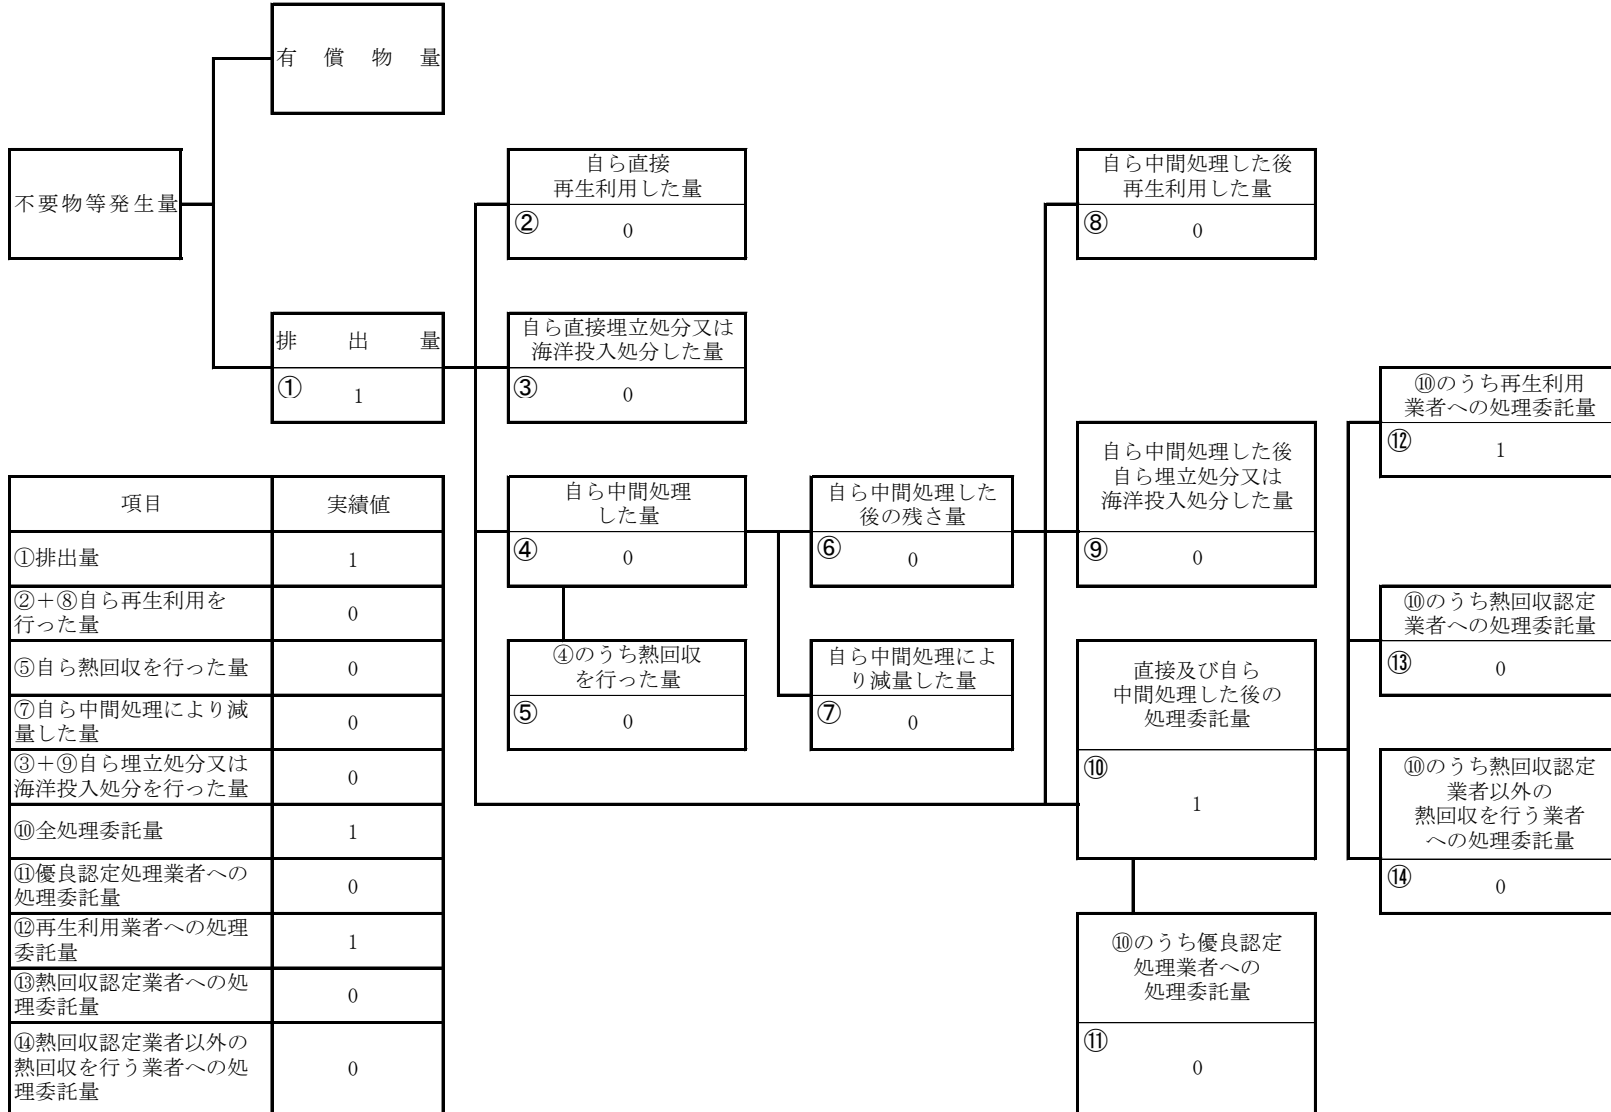 有償物量
不要物等発生量
自ら直接
再生利用した量
② 0
自ら中間処理した後
再生利用した量
⑧ 0
排出量
① 1
自ら直接埋立処分又は
海洋投入処分した量
③ 0
⑩のうち再生利用
業者への処理委託量
⑫ 1
自ら中間処理
した量
④ 0
自ら中間処理した
後の残さ量
⑥ 0
自ら中間処理した後
自ら埋立処分又は
海洋投入処分した量
⑨ 0
⑩のうち熱回収認定
業者への処理委託量
⑬ 0
④のうち熱回収
を行った量
⑤ 0
自ら中間処理によ
り減量した量
⑦ 0
直接及び自ら
中間処理した後の
処理委託量
⑩ 1
⑩のうち熱回収認定
業者以外の
熱回収を行う業者
への処理委託量
⑭ 0
⑩のうち優良認定
処理業者への
処理委託量
⑪ 0
項目 実績値
①排出量 1
②+⑧自ら再生利用を
行った量 0
⑤自ら熱回収を行った量 0
⑦自ら中間処理により減
量した量 0
③+⑨自ら埋立処分又は
海洋投入処分を行った量 0
⑩全処理委託量 1
⑪優良認定処理業者への
処理委託量 0
⑫再生利用業者への処理
委託量 1
⑬熱回収認定業者への処
理委託量 0
⑭熱回収認定業者以外の
熱回収を行う業者への処
理委託量 0